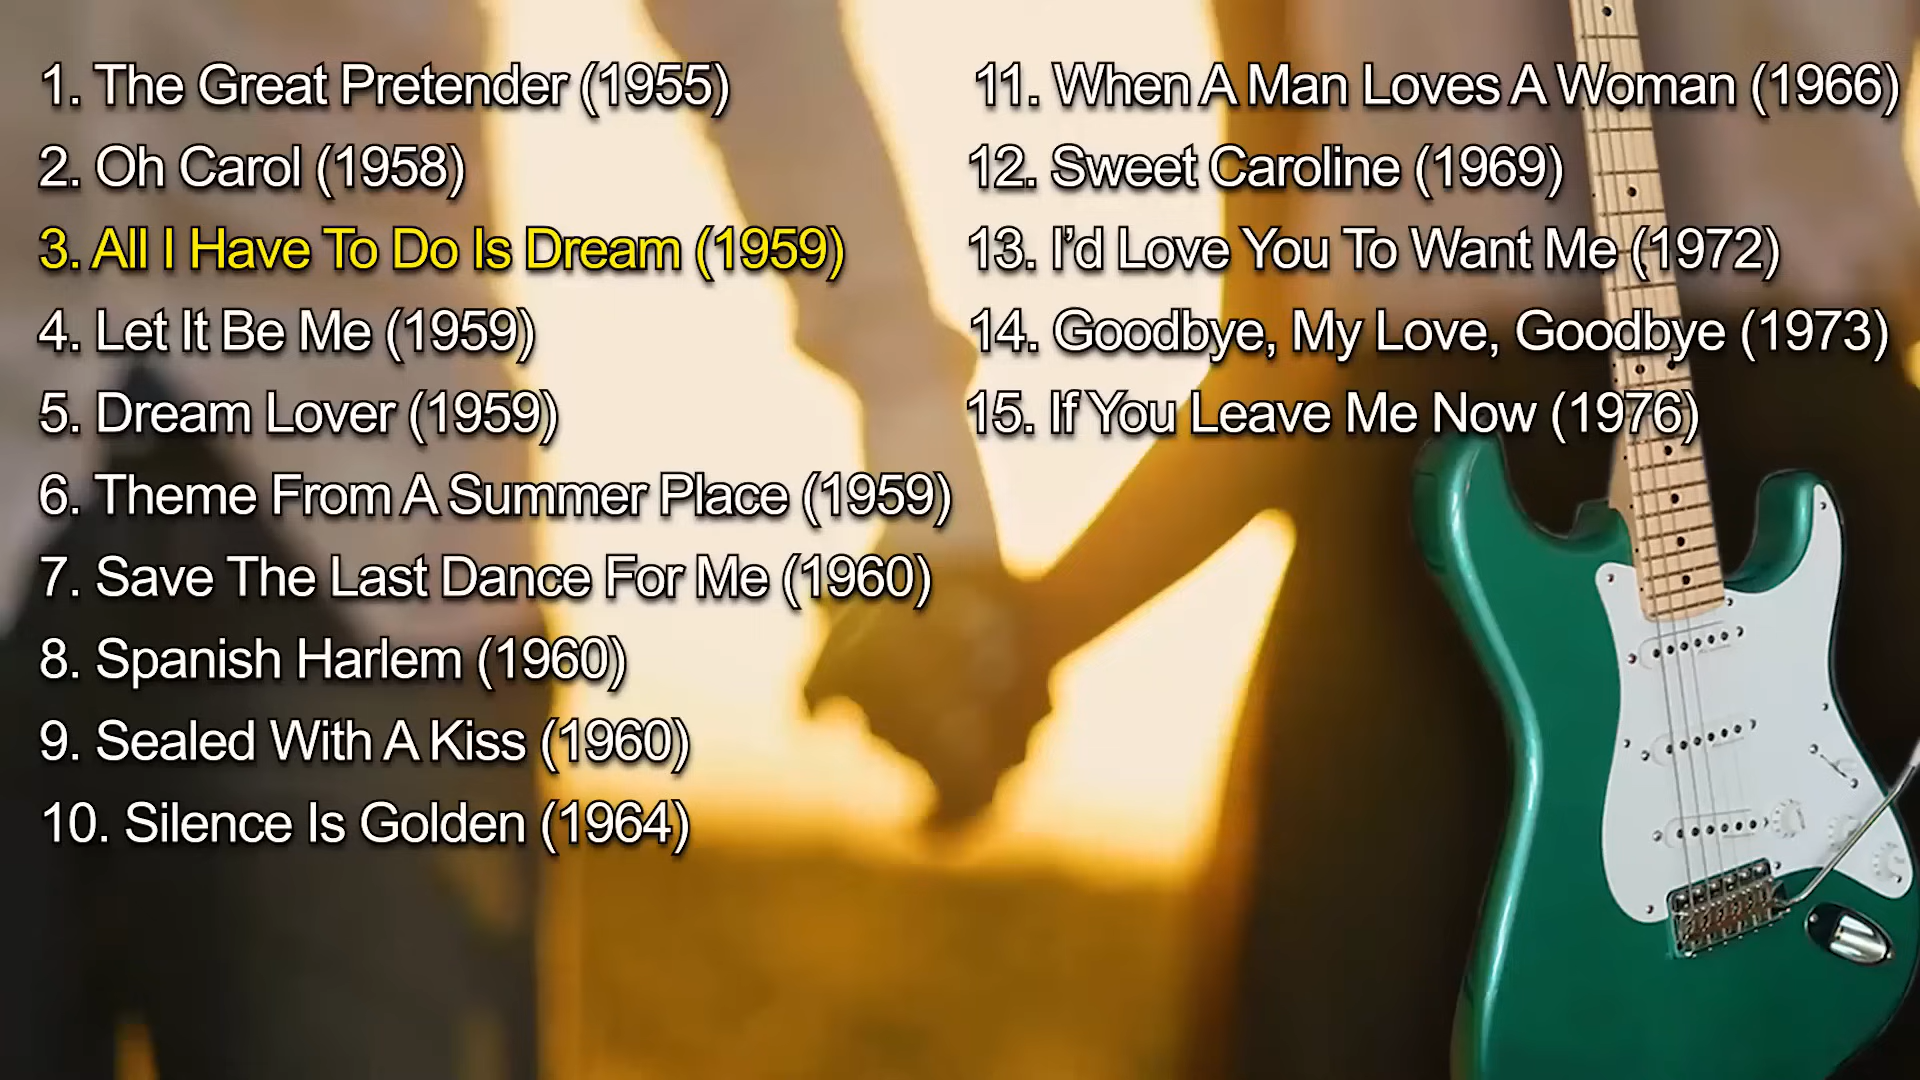 1. The Great Pretender (1955)
2. Oh Carol (1958)
3. All I Have To Do Is Dream (1959)
4. Let It Be Me (1959)
5. Dream Lover (1959)
6. Theme From A Summer Place (1959)
7. Save The Last Dance For Me (1960)
8. Spanish Harlem (1960)
9. Sealed With A Kiss (1960)
10. Silence Is Golden (1964)
11. When A Man Loves A Woman (1966)
12. Sweet Caroline (1969)
13. I’d Love You To Want Me (1972)
14. Goodbye, My Love, Goodbye (1973)
15. If You Leave Me Now (1976)